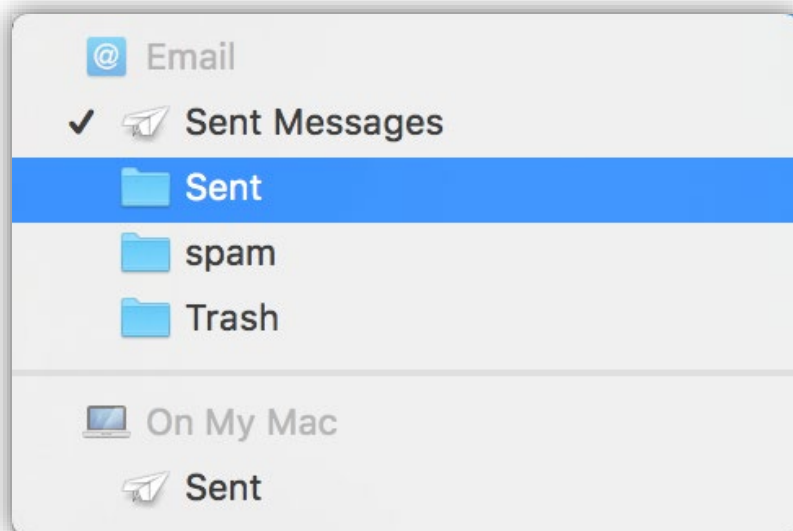 Email
Sent Messages
Sent
spam
Trash
On My Mac
Sent